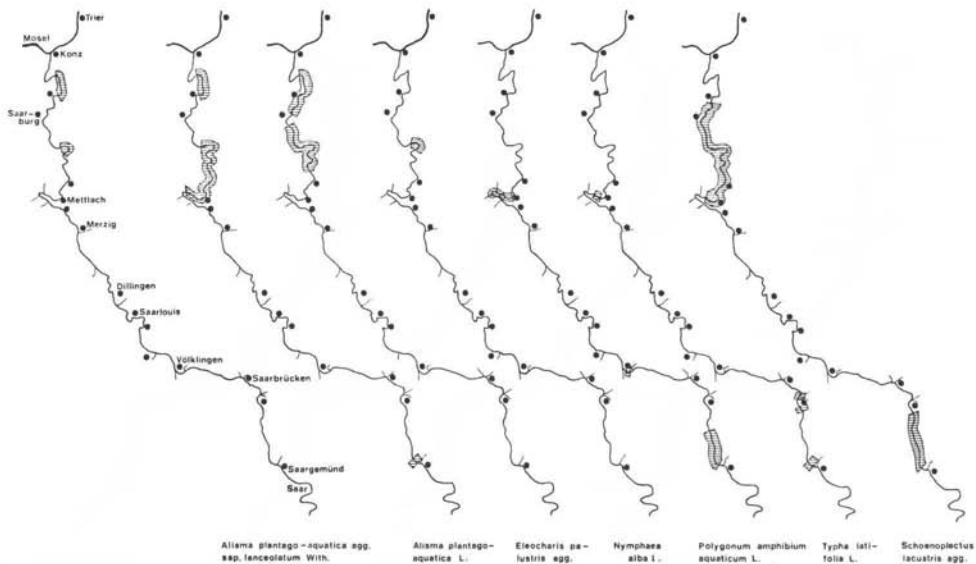 Trier
Mosel
Konz
Saar-
burg
Mettlach
Merzig
Dillingen
Saarlouis
Völklingen
Saarbrücken
Saargemünd
Saar
Alisma plantago-aquatica agg.
ssp. lanceolatum With.
Alisma plantago-
aquatica L.
Eleocharis pa-
lustris agg.
Nymphaea
alba l.
Polygonum amphibium
aquaticum L.
Typha lati-
folia L.
Schoenoplectus
lacustris agg.